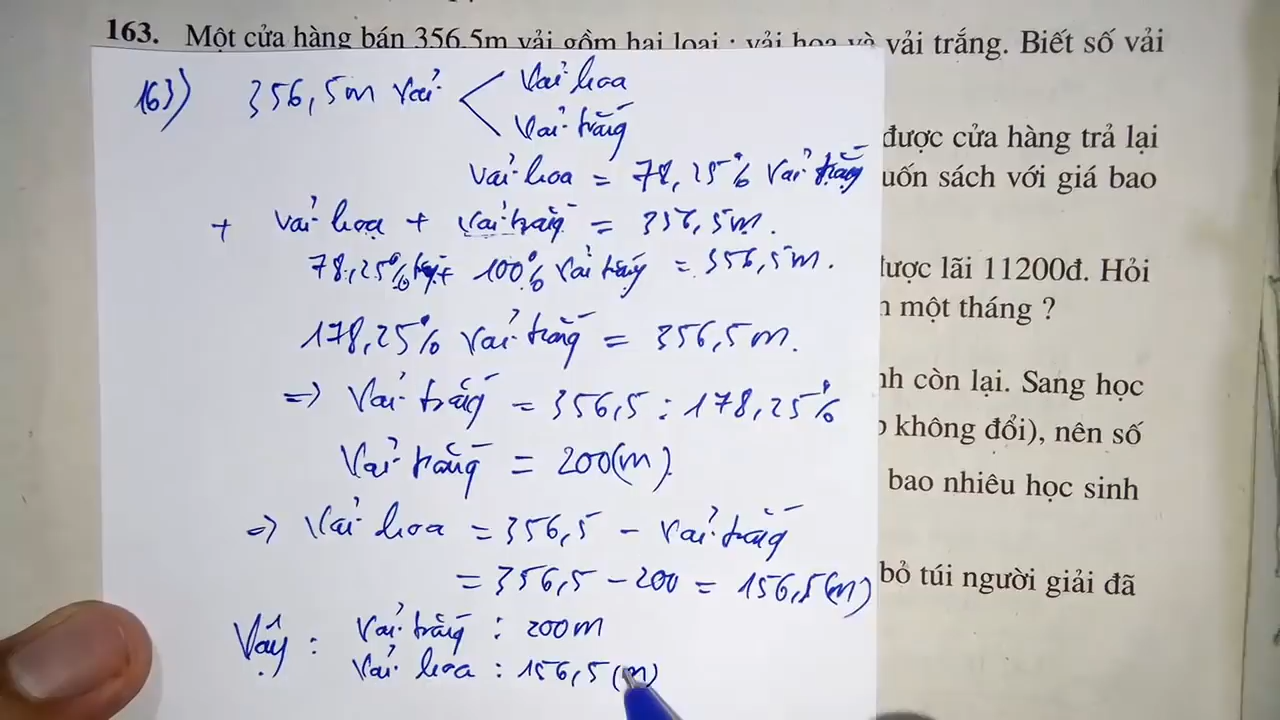 163. Một cửa hàng bán 356,5m vải gồm hai loại : vải hoa và vải trắng. Biết số vải
163) 356,5m vải < vải hoa
vải trắng
vải hoa = 78,25% vải trắng
được cửa hàng trả lại
uốn sách với giá bao
+ vải hoa + vải trắng = 356,5m.
78,25% + 100% vải trắng = 356,5m.
lược lãi 11200đ. Hỏi
một tháng ?
178,25% vải trắng = 356,5m.
=> vải trắng = 356,5 : 178,25%
nh còn lại. Sang học
không đổi), nên số
vải trắng = 200(m).
bao nhiêu học sinh
=> vải hoa = 356,5 - vải trắng
= 356,5 - 200 = 156,5(m)
bỏ túi người giải đã
Vậy : vải trắng : 200m
vải hoa : 156,5(m)